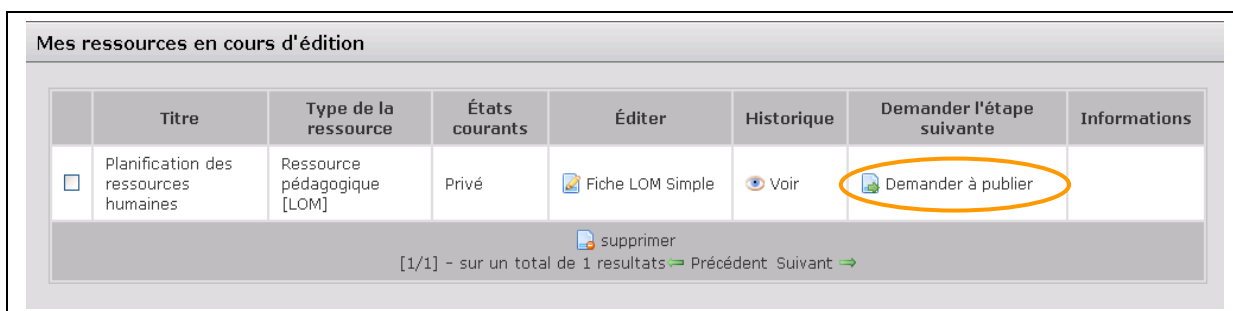 Mes ressources en cours d'édition
Titre
Type de la
ressource
États
courants
Éditer
Historique
Demander l'étape
suivante
Informations
Planification des
ressources
humaines
Ressource
pédagogique
[LOM]
Privé
Fiche LOM Simple
Voir
Demander à publier
supprimer
[1/1] - sur un total de 1 resultats Précédent Suivant